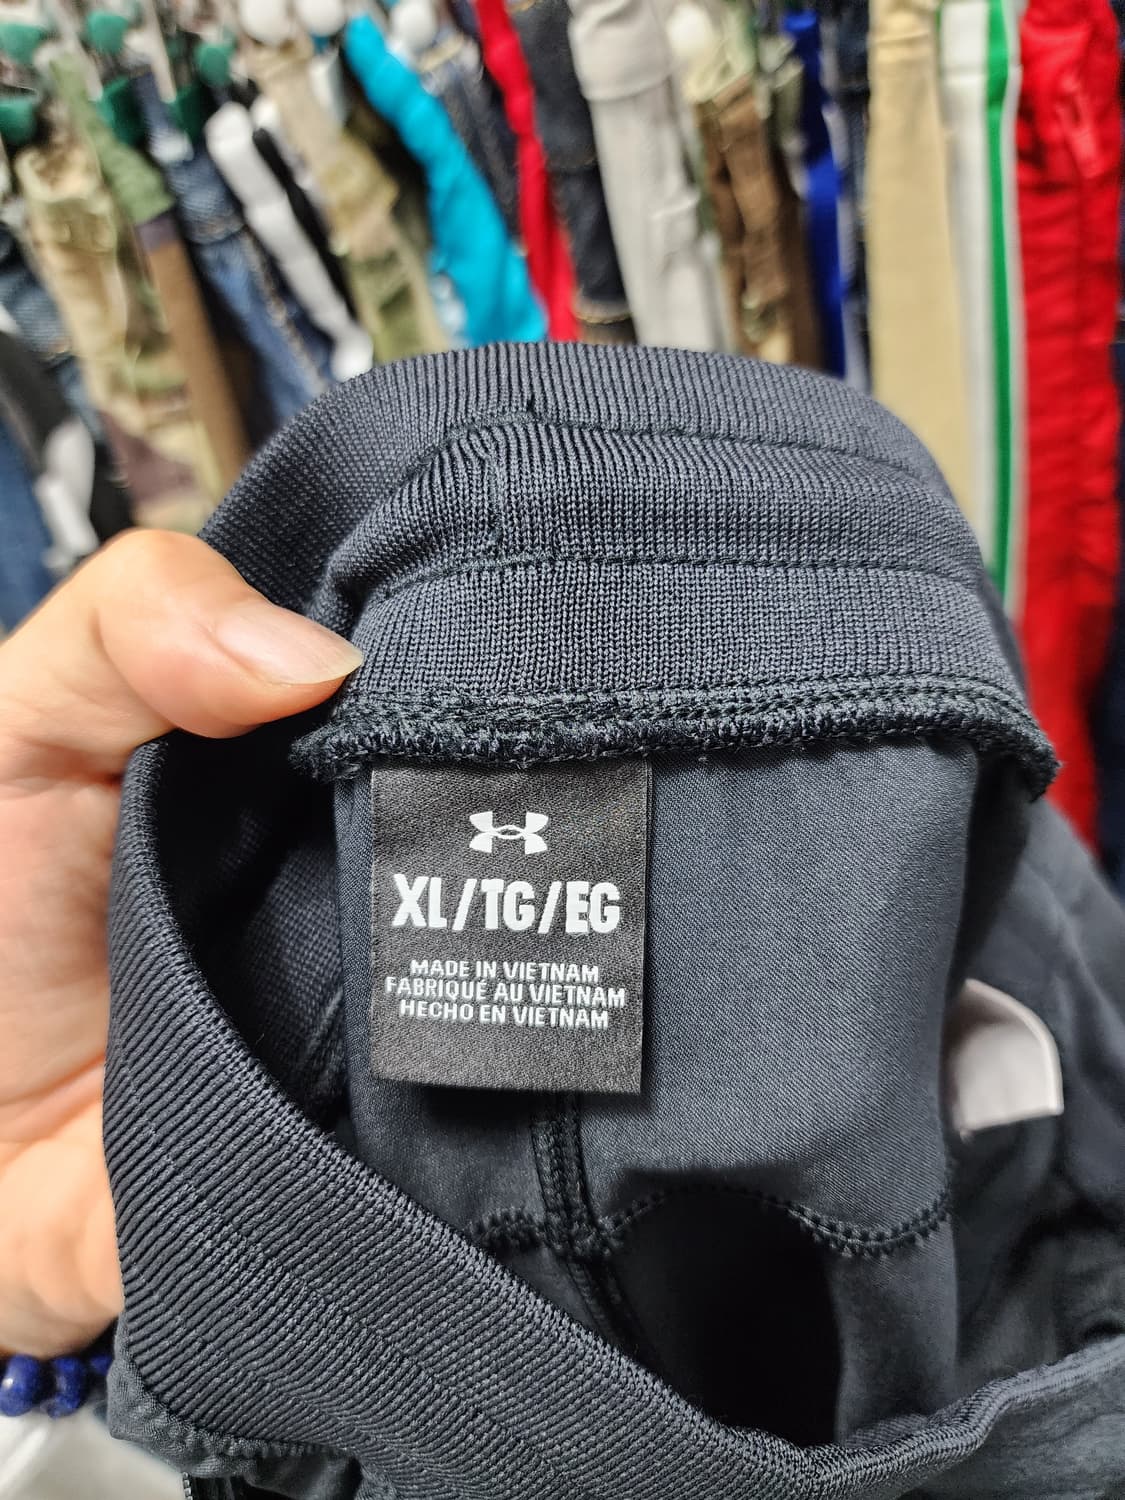 XL/TG/EG
MADE IN VIETNAM
FABRIQUÉ AU VIETNAM
HECHO EN VIETNAM